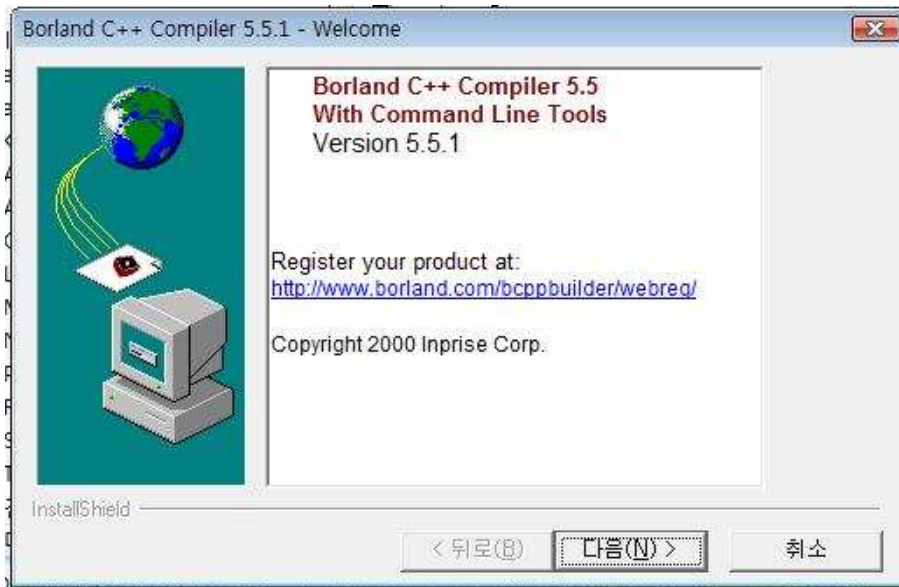 Borland C++ Compiler 5.5.1 - Welcome
Borland C++ Compiler 5.5
With Command Line Tools
Version 5.5.1
Register your product at:
http://www.borland.com/bcppbuilder/webreg/
Copyright 2000 Inprise Corp.
InstallShield
< 뒤로(B)
다음(N) >
취소